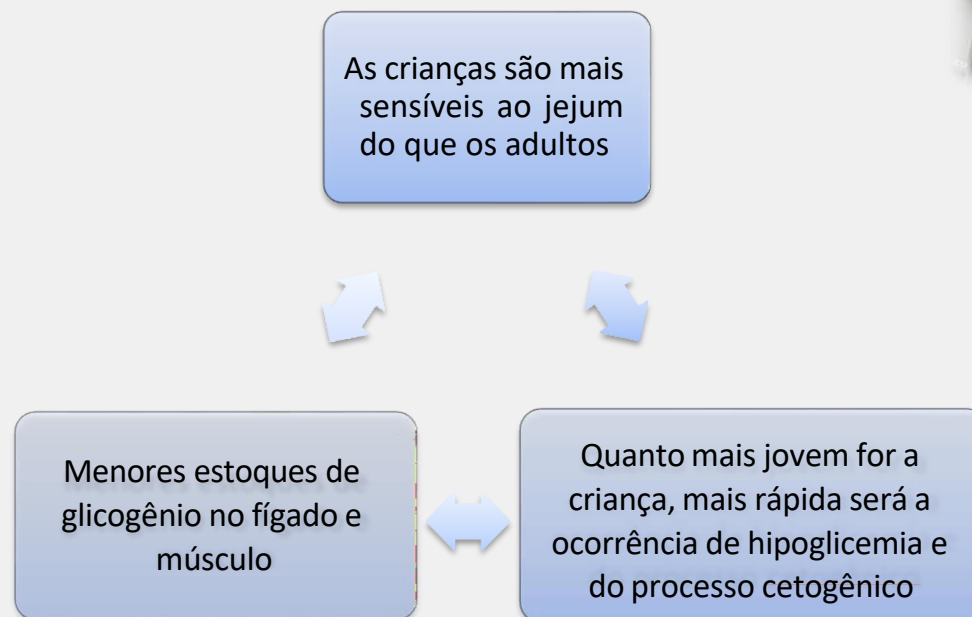 As crianças são mais
sensíveis ao jejum
do que os adultos
Menores estoques de
glicogênio no fígado e
músculo
Quanto mais jovem for a
criança, mais rápida será a
ocorrência de hipoglicemia e
do processo cetogênico